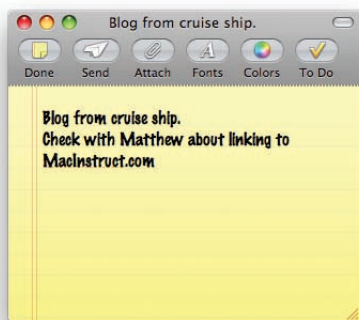 Blog from cruise ship.
Done Send Attach Fonts Colors To Do
Blog from cruise ship.
Check with Matthew about linking to
MacInstruct.com